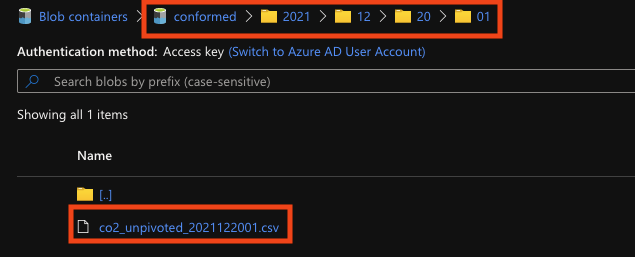 Blob containers > conformed > 2021 > 12 > 20 > 01
Authentication method: Access key (Switch to Azure AD User Account)
Search blobs by prefix (case-sensitive)
Showing all 1 items
Name
[..]
co2_unpivoted_2021122001.csv